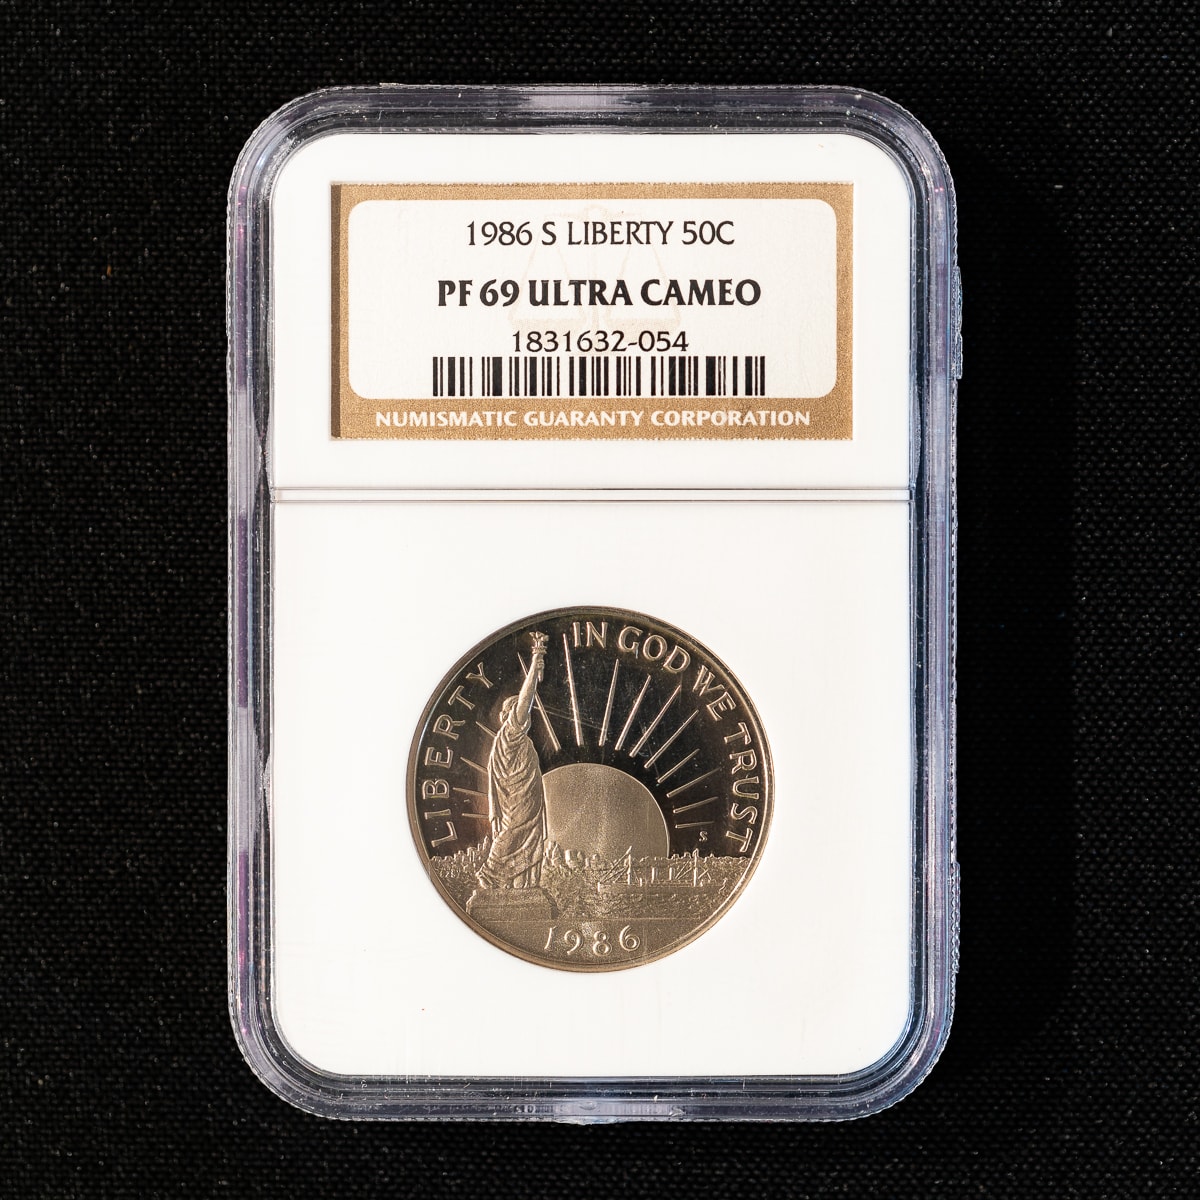 1986 S LIBERTY 50C
PF 69 ULTRA CAMEO
1831632-054
NUMISMATIC GUARANTY CORPORATION
LIBERTY
IN GOD WE TRUST
S
1986